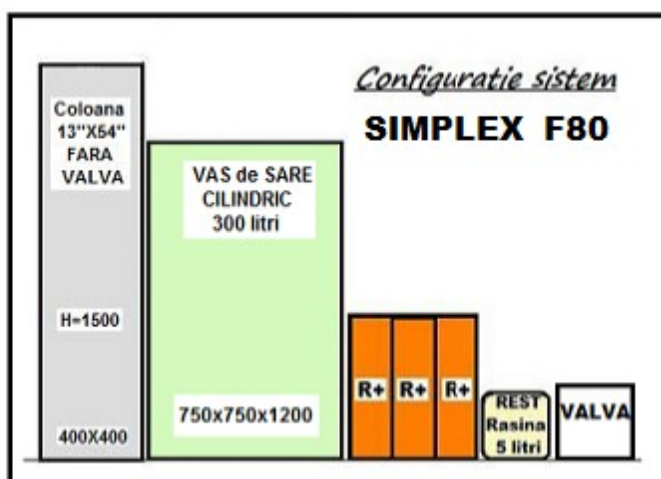 Configuratie sistem
SIMPLEX F80
Coloana
13"X54"
FARA
VALVA
H=1500
400X400
VAS de SARE
CILINDRIC
300 litri
750x750x1200
R+ R+ R+
REST
Rasina
5 litri
VALVA